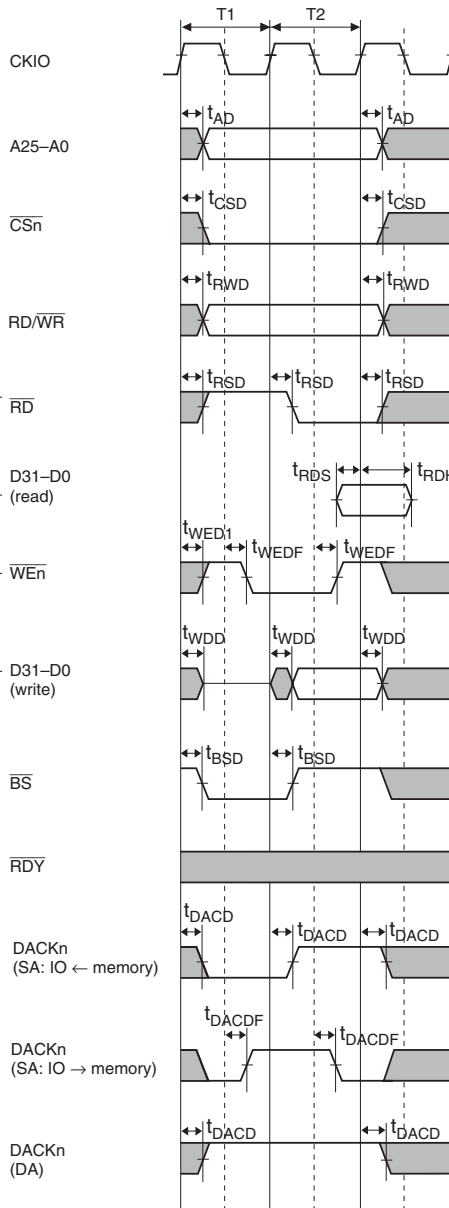 T1 T2
CKIO
tAD tAD
A25–A0
tCSD tCSD
CSn
tRWD tRWD
RD/WR
tRSD tRSD tRSD
RD
D31–D0
(read)
tRDS
tWED1 tWEDF tWEDF
WEn
tWDD tWDD tWDD
D31–D0
(write)
tBSD tBSD
BS
RDY
tDACD tDACD tDACD
DACKn
(SA: IO ← memory)
tDACDF tDACDF
DACKn
(SA: IO → memory)
tDACD tDACD
DACKn
(DA)